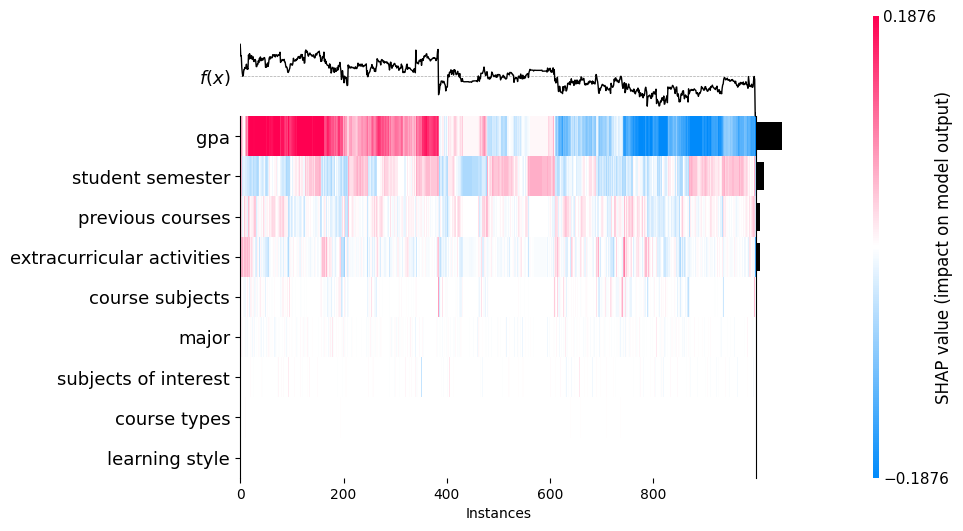 0.1876
f(x)
gpa
student semester
previous courses
extracurricular activities
course subjects
major
subjects of interest
course types
learning style
0 200 400 600 800
Instances
SHAP value (impact on model output)
−0.1876